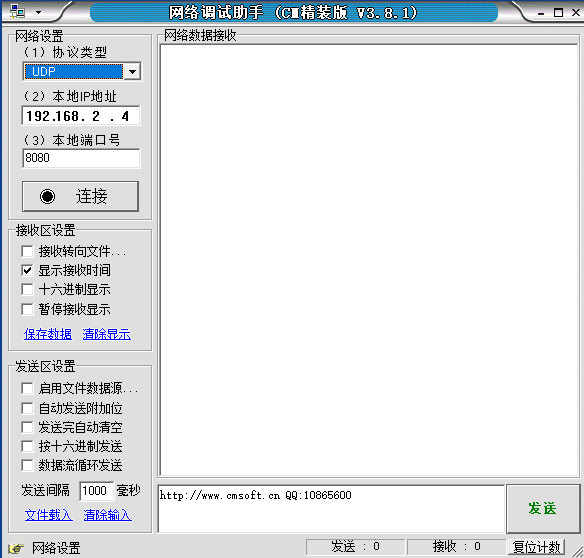 网络调试助手 (CM精装版 V3.8.1)
网络设置
(1) 协议类型
UDP
(2) 本地IP地址
192.168. 2 . 4
(3) 本地端口号
8080
连接
接收区设置
接收转向文件...
显示接收时间
十六进制显示
暂停接收显示
保存数据 清除显示
发送区设置
启用文件数据源...
自动发送附加位
发送完自动清空
按十六进制发送
数据流循环发送
发送间隔 1000 毫秒
文件载入 清除输入
网络数据接收
http://www.cmsoft.cn QQ:10865600
发送
网络设置
发送 : 0
接收 : 0
复位计数